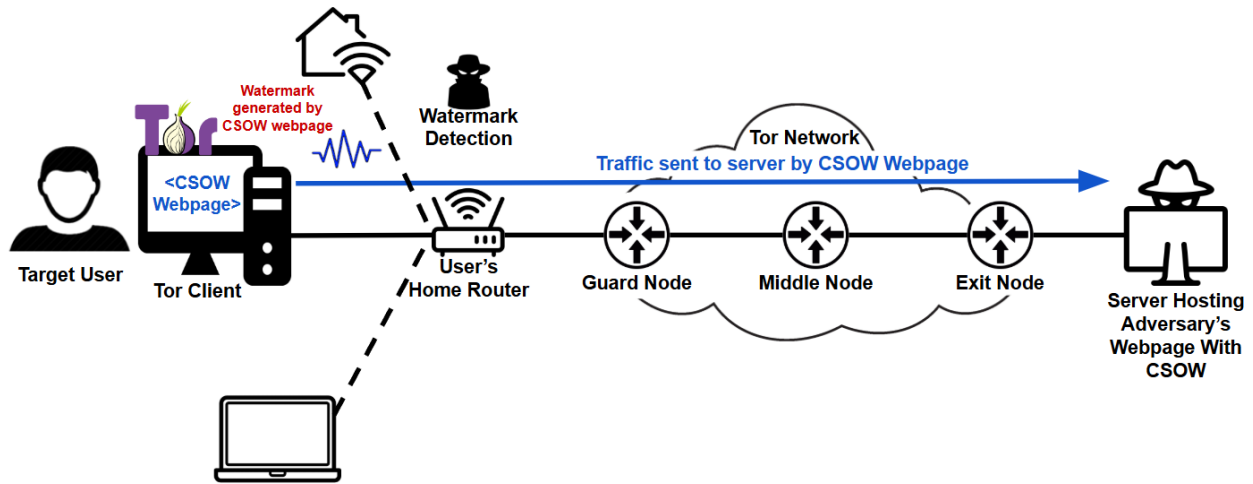 Watermark
generated by
CSOW webpage
Tor
Watermark
Detection
Tor Network
Traffic sent to server by CSOW Webpage
<CSOW
Webpage>
Target User
Tor Client
User's
Home Router
Guard Node
Middle Node
Exit Node
Server Hosting
Adversary's
Webpage With
CSOW